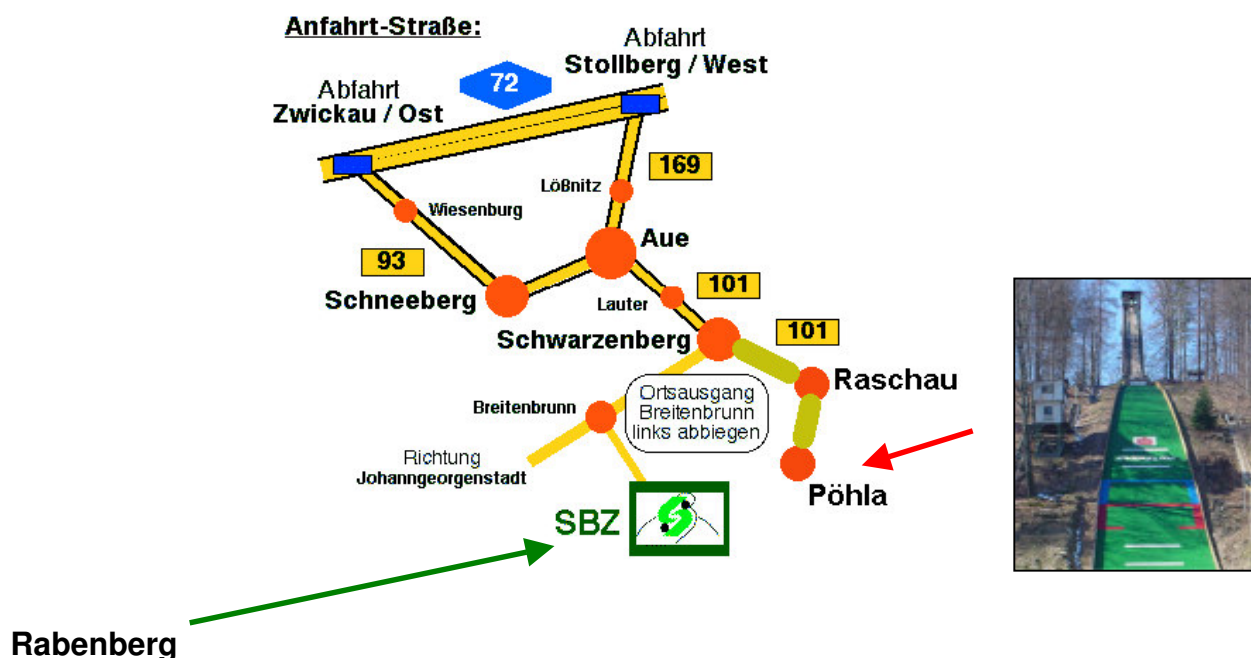 Anfahrt-Straße:
Abfahrt
Stollberg / West
72
Abfahrt
Zwickau / Ost
169
Lößnitz
Wiesenburg
Aue
93
Schneeberg
101
Lauter
Schwarzenberg
101
Raschau
Ortsausgang
Breitenbrunn
links abbiegen
Breitenbrunn
Richtung
Johanngeorgenstadt
Pöhla
SBZ
Rabenberg